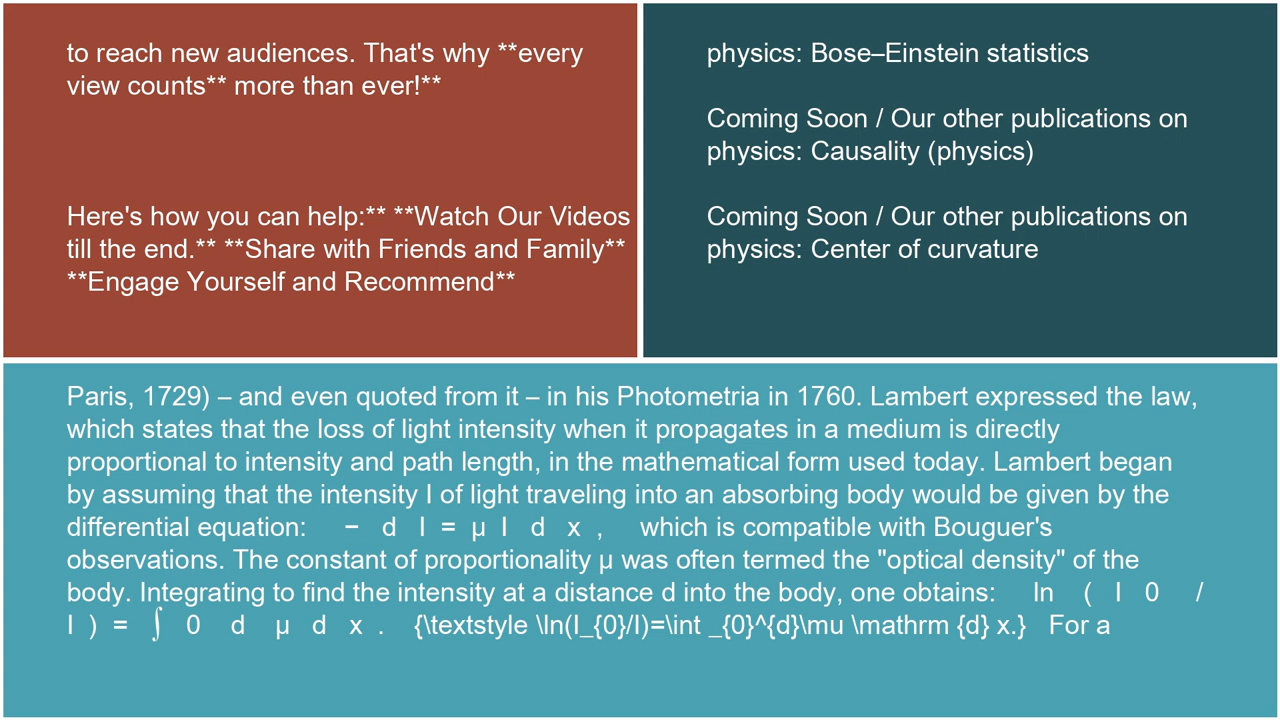 to reach new audiences. That's why **every
view counts** more than ever!**
Here's how you can help:** **Watch Our Videos
till the end.** **Share with Friends and Family**
**Engage Yourself and Recommend**
physics: Bose–Einstein statistics
Coming Soon / Our other publications on
physics: Causality (physics)
Coming Soon / Our other publications on
physics: Center of curvature
Paris, 1729) – and even quoted from it – in his Photometria in 1760. Lambert expressed the law,
which states that the loss of light intensity when it propagates in a medium is directly
proportional to intensity and path length, in the mathematical form used today. Lambert began
by assuming that the intensity I of light traveling into an absorbing body would be given by the
differential equation: − d I = μ I d x , which is compatible with Bouguer's
observations. The constant of proportionality μ was often termed the "optical density" of the
body. Integrating to find the intensity at a distance d into the body, one obtains: ln ( I 0 /
I ) = ∫ 0 d μ d x . {\textstyle \ln(I_{0}/I)=\int _{0}^{d}\mu \mathrm {d} x.} For a